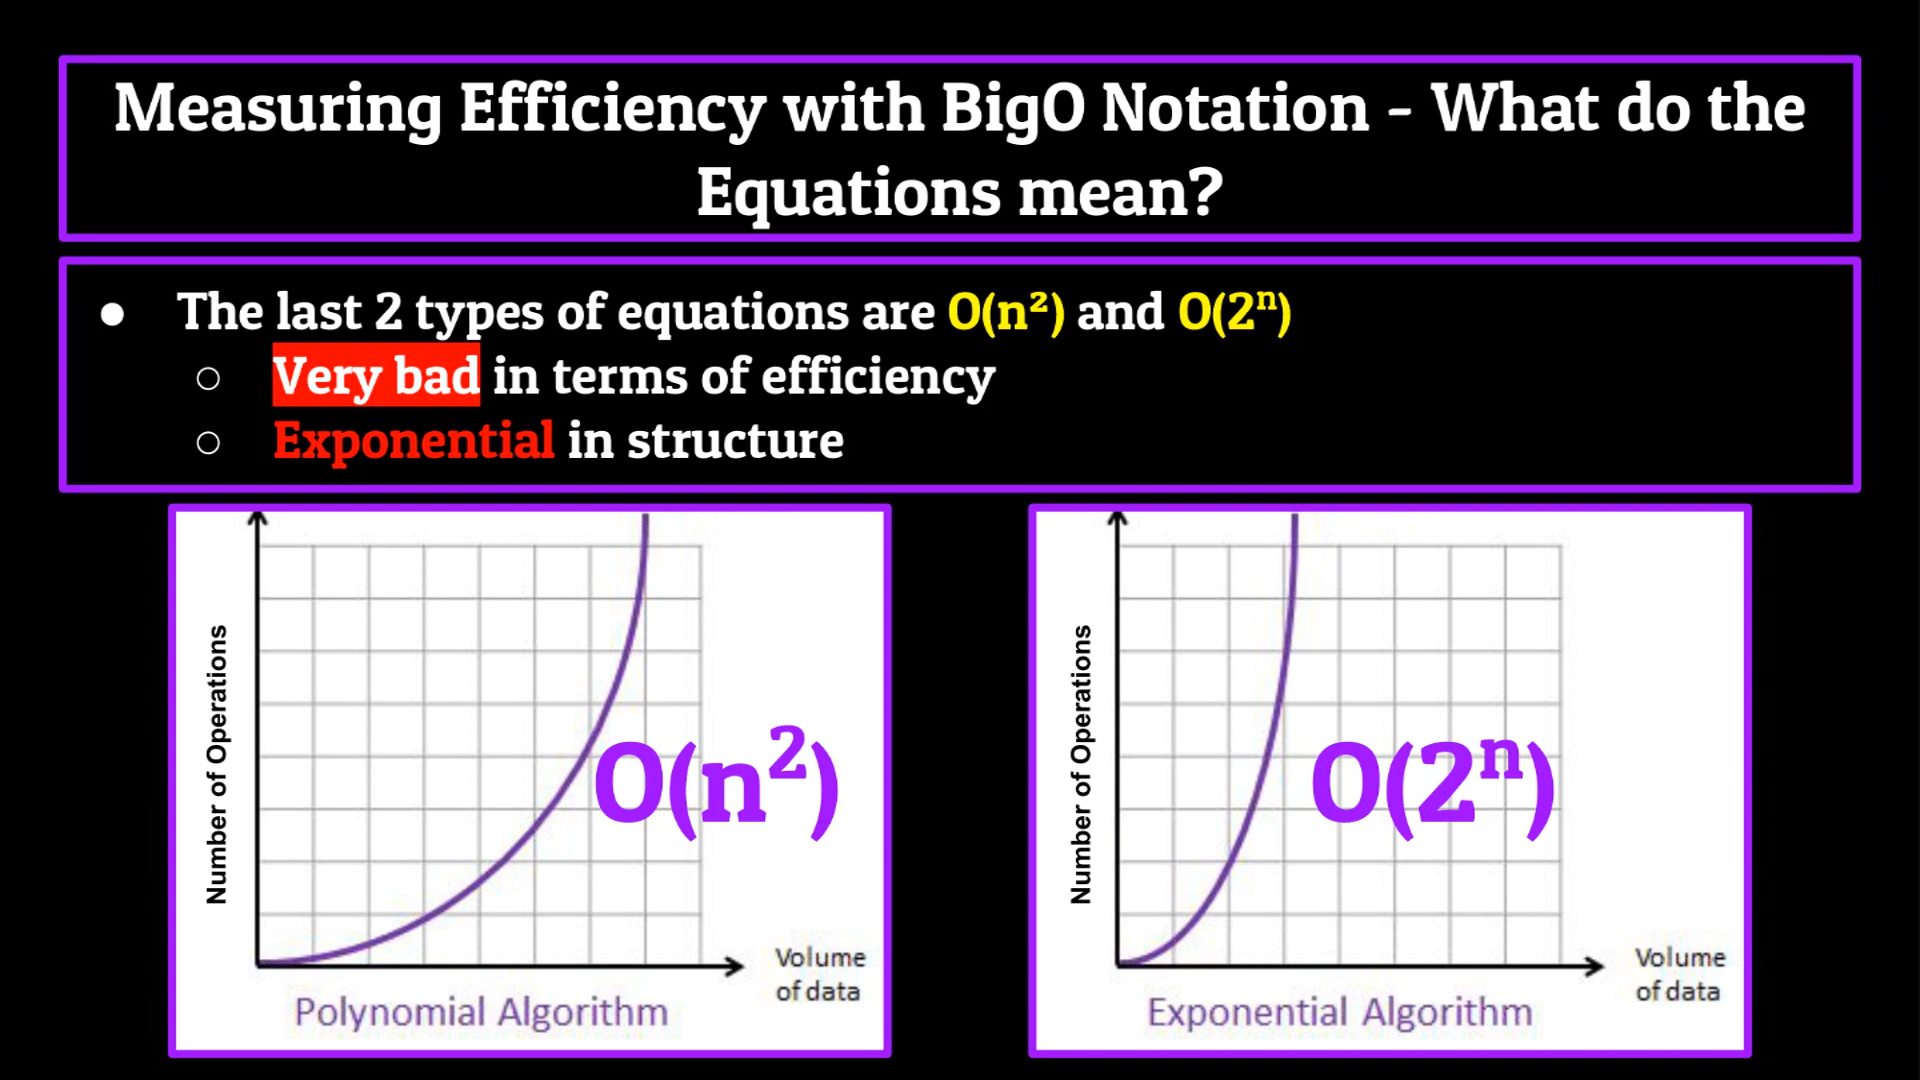 Measuring Efficiency with BigO Notation - What do the
Equations mean?
● The last 2 types of equations are O(n²) and O(2ⁿ)
○ Very bad in terms of efficiency
○ Exponential in structure
Number of Operations
O(n²)
Volume
of data
Polynomial Algorithm
Number of Operations
O(2ⁿ)
Volume
of data
Exponential Algorithm